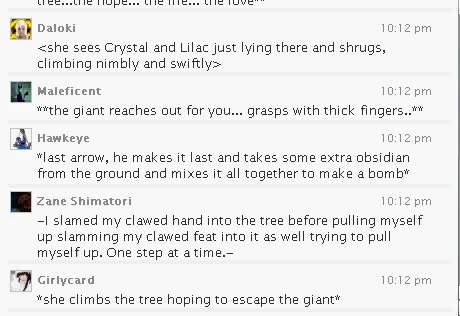 tree...the hope... the life... the love**
Daloki 10:12 pm
<she sees Crystal and Lilac just lying there and shrugs,
climbing nimbly and swiftly>
Maleficent 10:12 pm
**the giant reaches out for you... grasps with thick fingers..**
Hawkeye 10:12 pm
*last arrow, he makes it last and takes some extra obsidian
from the ground and mixes it all together to make a bomb*
Zane Shimatori 10:12 pm
~I slamed my clawed hand into the tree before pulling myself
up slamming my clawed feat into it as well trying to pull
myself up. One step at a time.~
Girlycard 10:12 pm
*she climbs the tree hoping to escape the giant*